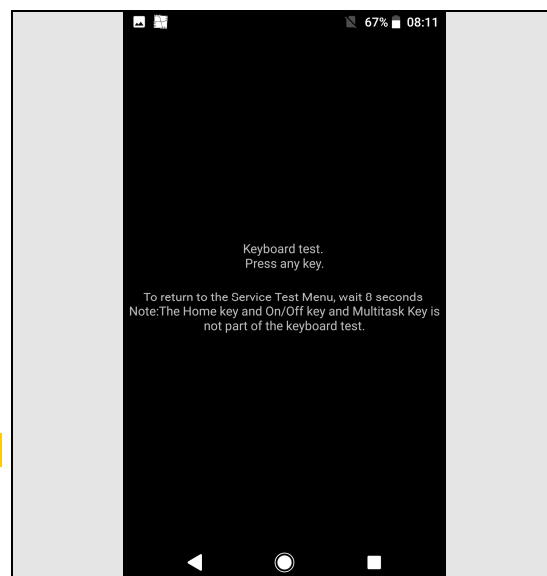 67% 08:11
Keyboard test.
Press any key.
To return to the Service Test Menu, wait 8 seconds
Note:The Home key and On/Off key and Multitask Key is
not part of the keyboard test.